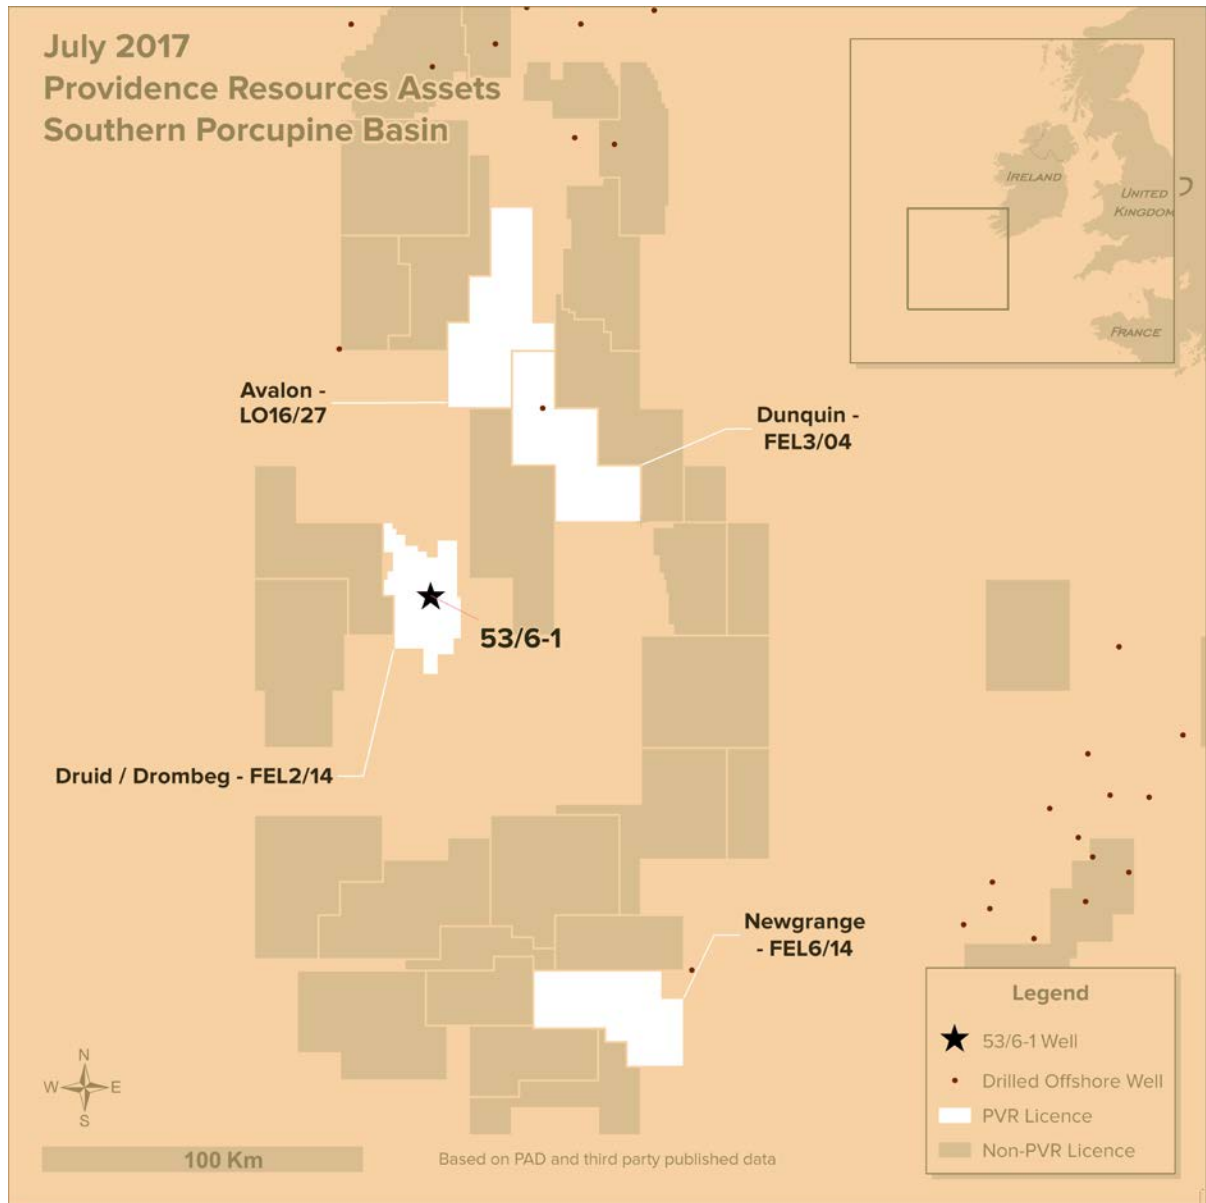 July 2017
Providence Resources Assets
Southern Porcupine Basin
IRELAND
UNITED
KINGDOM
FRANCE
Avalon -
LO16/27
Dunquin -
FEL3/04
53/6-1
Druid / Drombeg - FEL2/14
Newgrange
- FEL6/14
Legend
53/6-1 Well
Drilled Offshore Well
PVR Licence
Non-PVR Licence
N
W E
S
100 Km
Based on PAD and third party published data